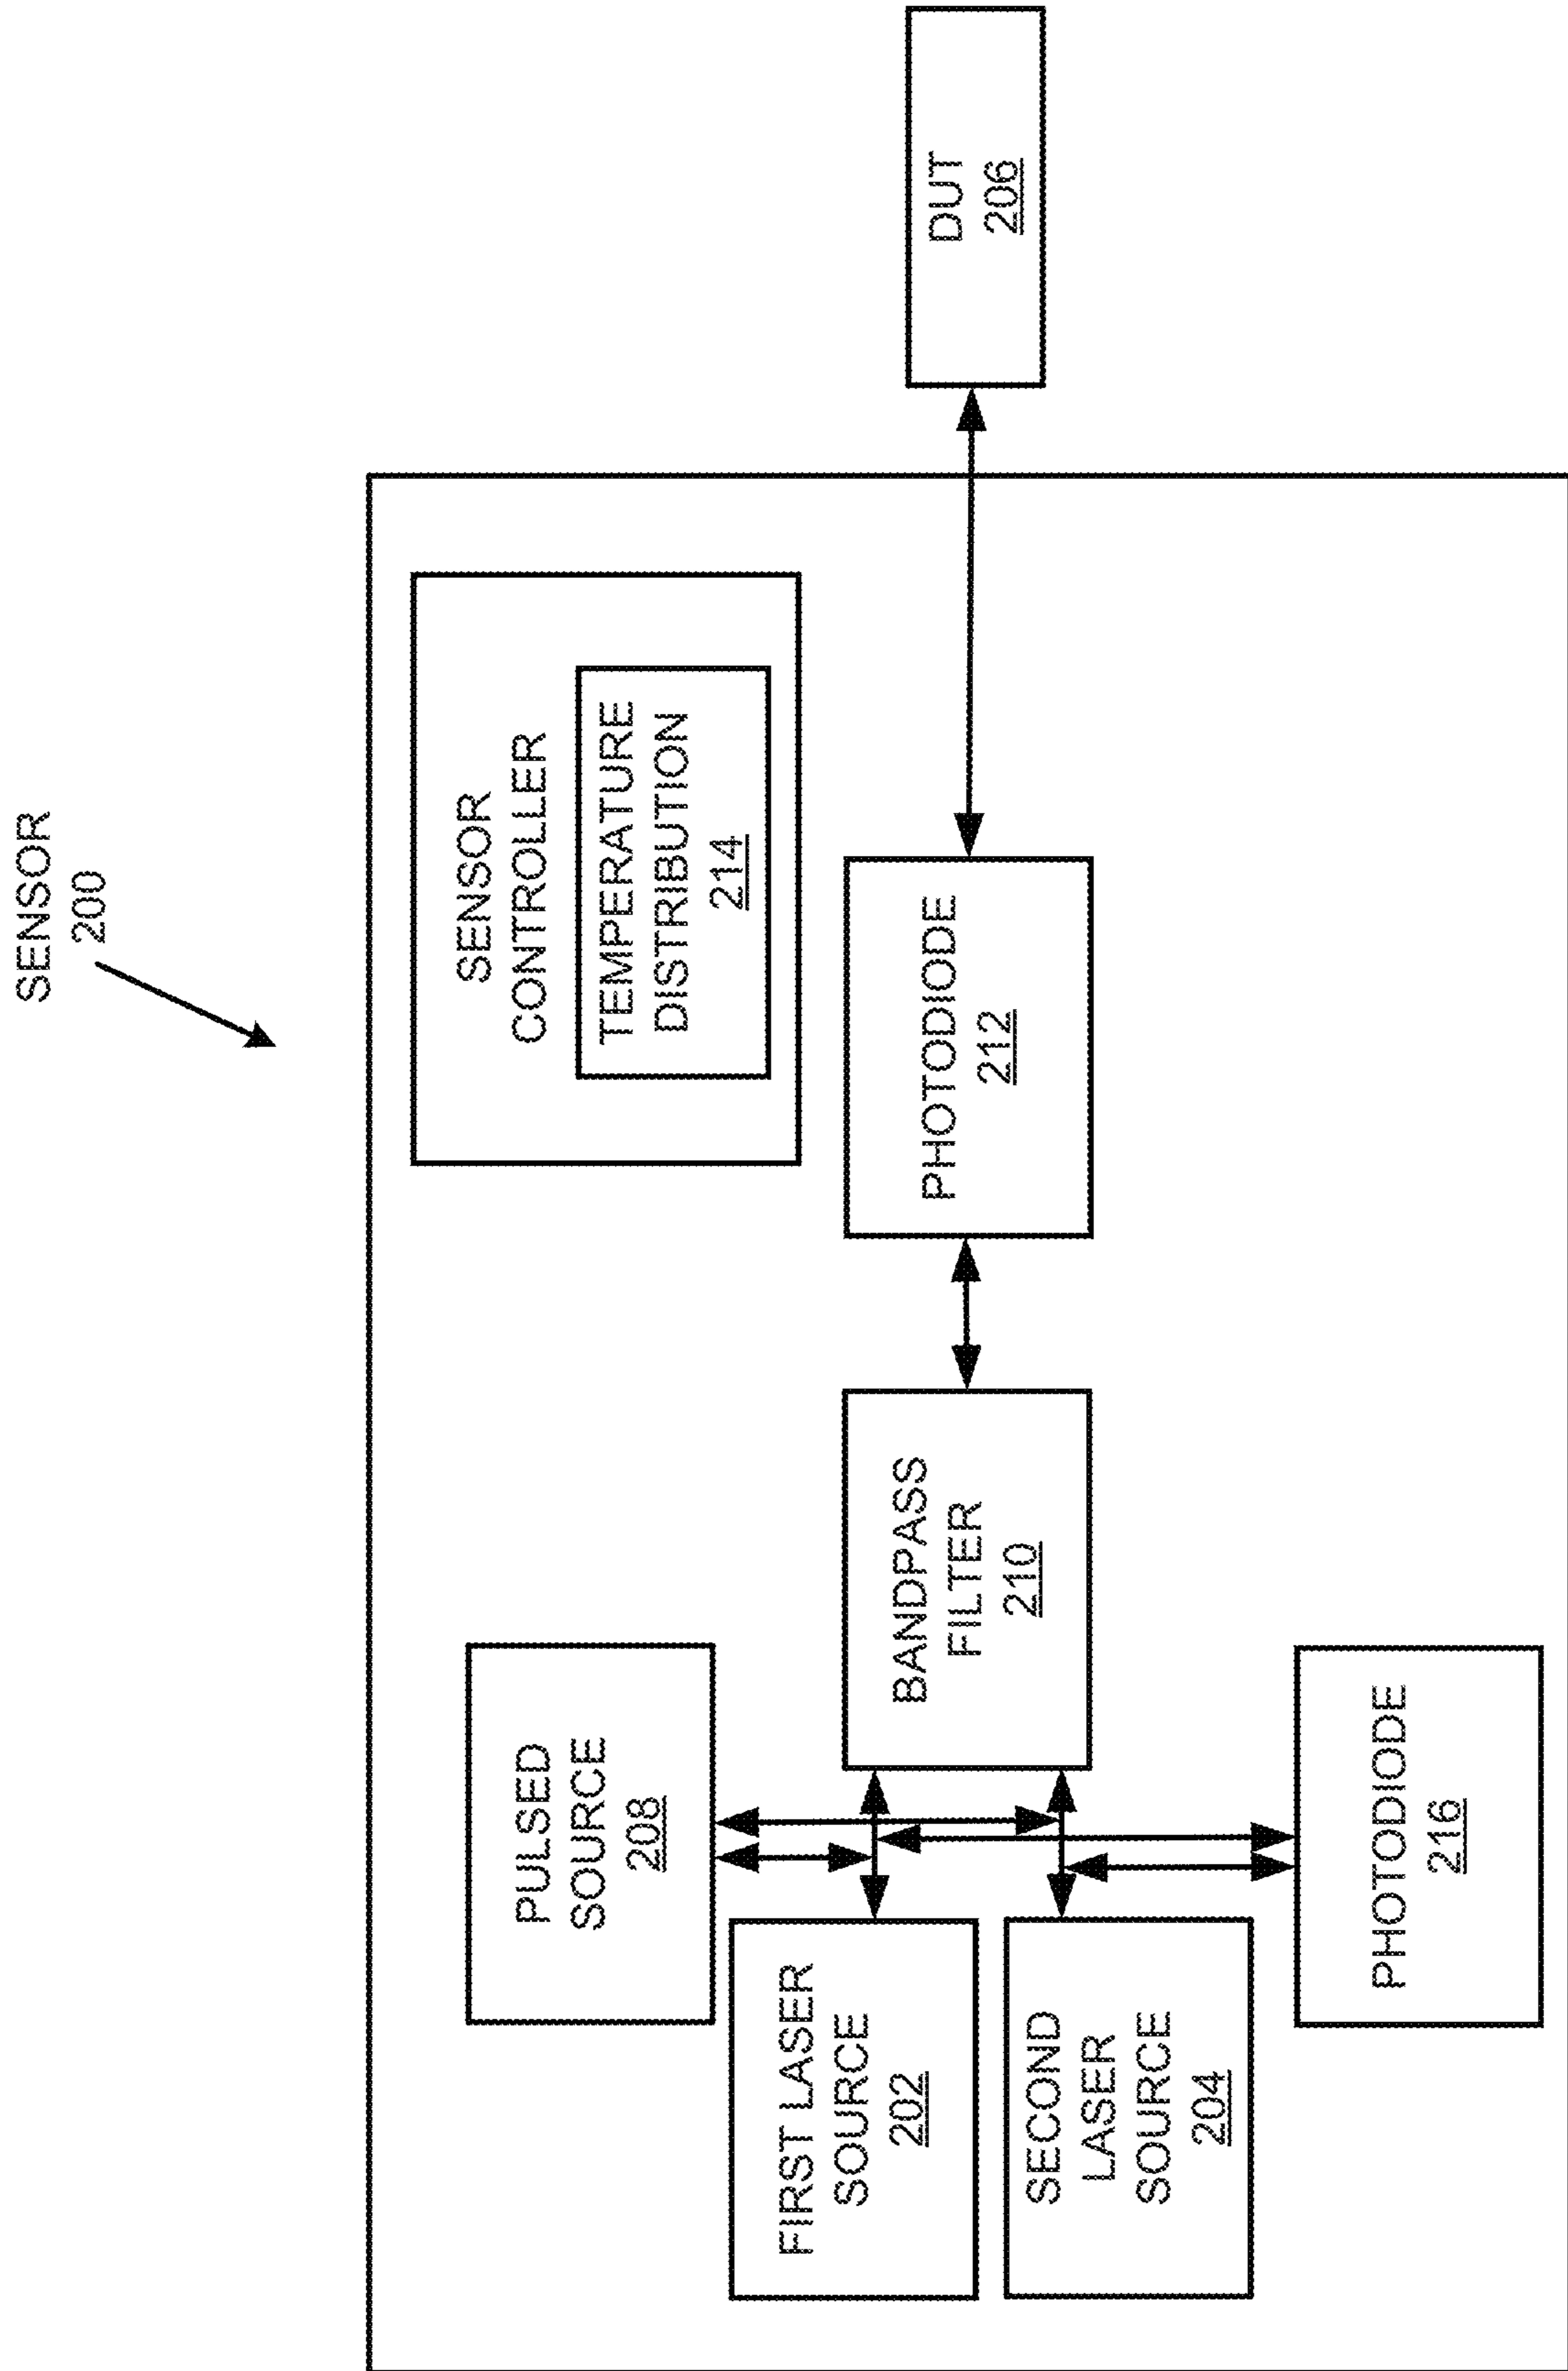 SENSOR
200
SENSOR
CONTROLLER
TEMPERATURE
DISTRIBUTION
214
PULSED
SOURCE
208
FIRST LASER
SOURCE
202
SECOND
LASER
SOURCE
204
BANDPASS
FILTER
210
PHOTODIODE
212
DUT
206
PHOTODIODE
216